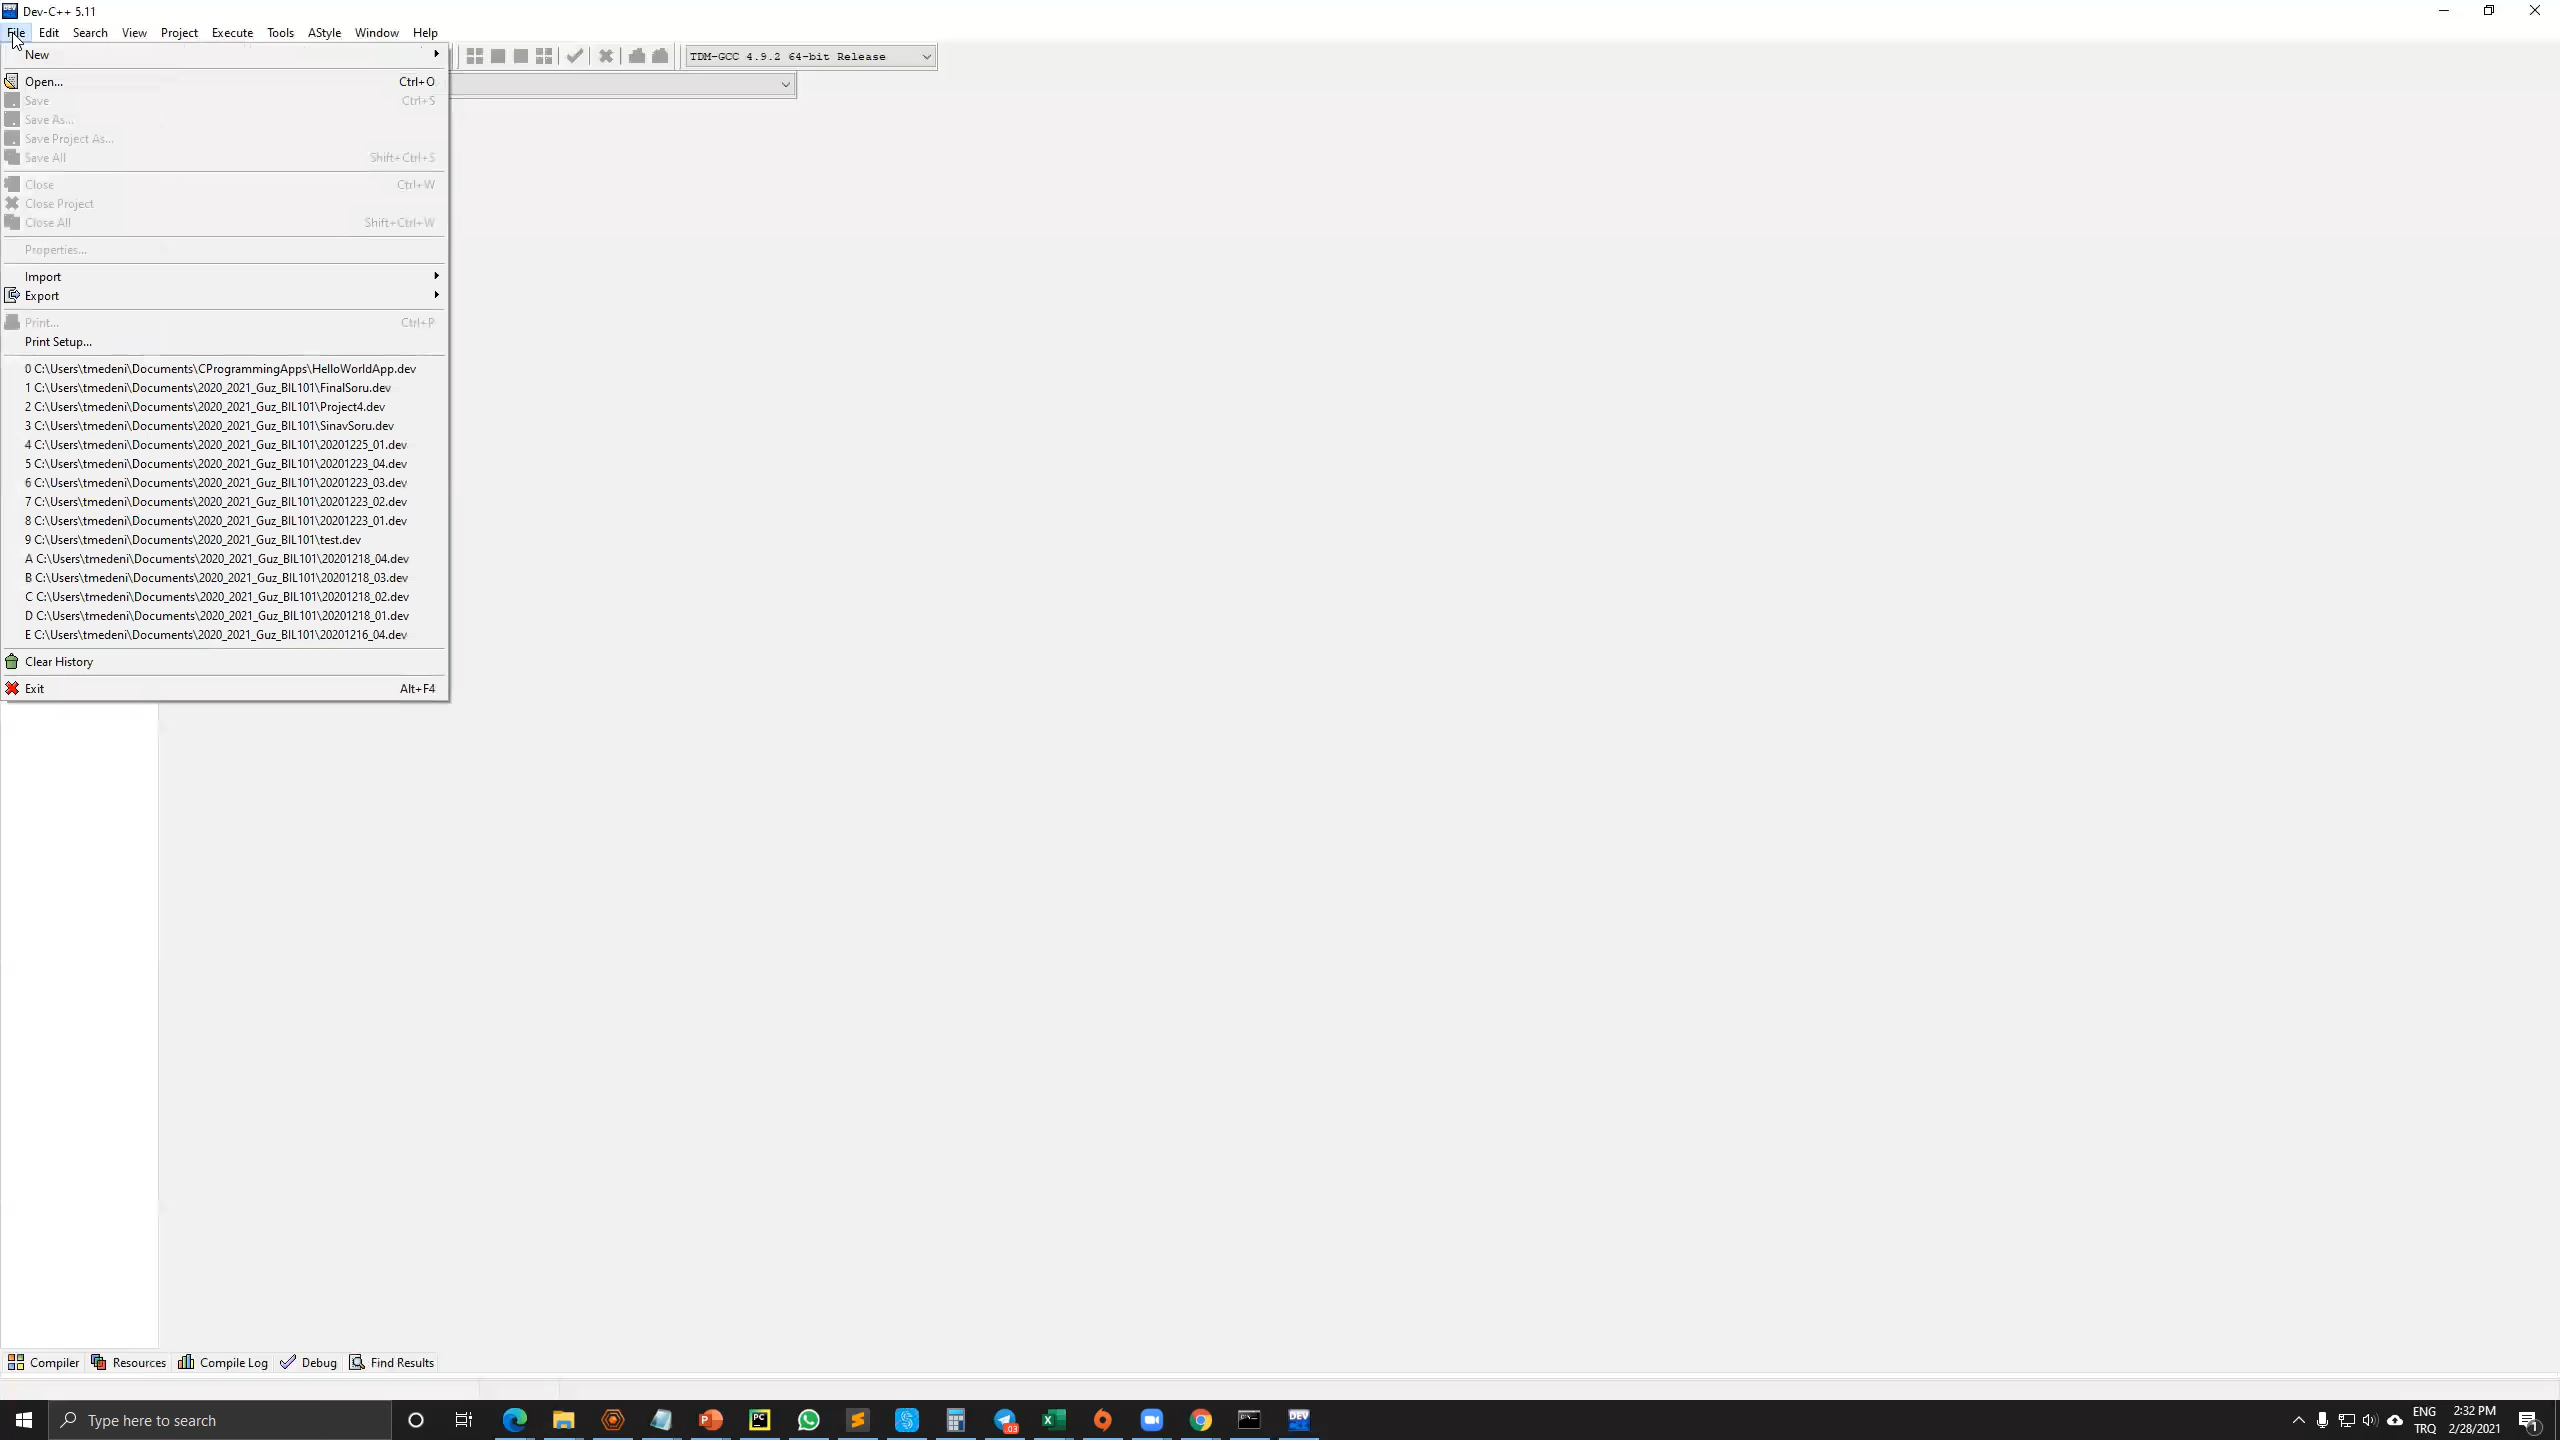 Dev-C++ 5.11
File Edit Search View Project Execute Tools AStyle Window Help
TDM-GCC 4.9.2 64-bit Release
New
Open... Ctrl+O
Save Ctrl+S
Save As...
Save Project As...
Save All Shift+Ctrl+S
Close Ctrl+W
Close Project
Close All Shift+Ctrl+W
Properties...
Import
Export
Print... Ctrl+P
Print Setup...
0 C:\Users\tmedeni\Documents\CProgrammingApps\HelloWorldApp.dev
1 C:\Users\tmedeni\Documents\2020_2021_Guz_BIL101\FinalSoru.dev
2 C:\Users\tmedeni\Documents\2020_2021_Guz_BIL101\Project4.dev
3 C:\Users\tmedeni\Documents\2020_2021_Guz_BIL101\SinavSoru.dev
4 C:\Users\tmedeni\Documents\2020_2021_Guz_BIL101\20201225_01.dev
5 C:\Users\tmedeni\Documents\2020_2021_Guz_BIL101\20201223_04.dev
6 C:\Users\tmedeni\Documents\2020_2021_Guz_BIL101\20201223_03.dev
7 C:\Users\tmedeni\Documents\2020_2021_Guz_BIL101\20201223_02.dev
8 C:\Users\tmedeni\Documents\2020_2021_Guz_BIL101\20201223_01.dev
9 C:\Users\tmedeni\Documents\2020_2021_Guz_BIL101\test.dev
A C:\Users\tmedeni\Documents\2020_2021_Guz_BIL101\20201218_04.dev
B C:\Users\tmedeni\Documents\2020_2021_Guz_BIL101\20201218_03.dev
C C:\Users\tmedeni\Documents\2020_2021_Guz_BIL101\20201218_02.dev
D C:\Users\tmedeni\Documents\2020_2021_Guz_BIL101\20201218_01.dev
E C:\Users\tmedeni\Documents\2020_2021_Guz_BIL101\20201216_04.dev
Clear History
Exit Alt+F4
Compiler Resources Compile Log Debug Find Results
Type here to search
ENG 2:32 PM
TRQ 2/28/2021